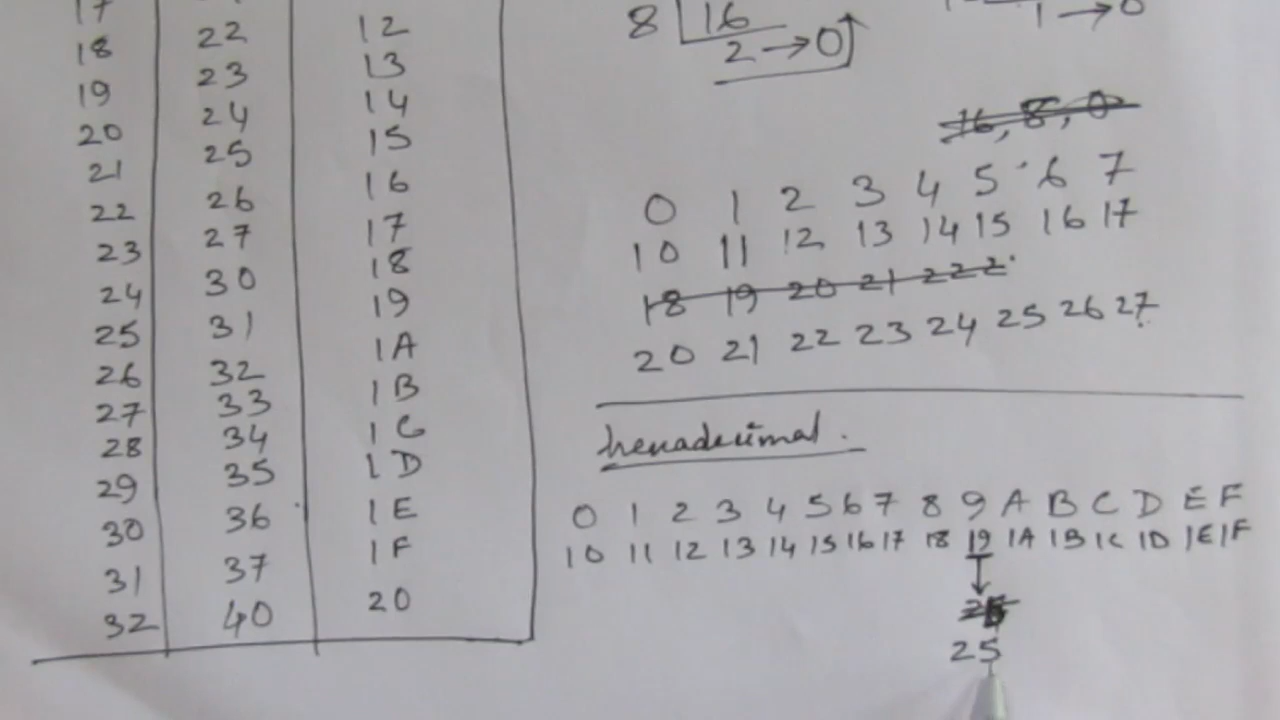 17
18 22 12
19 23 13
20 24 14
21 25 15
22 26 16
23 27 17
24 30 18
25 31 19
26 32 1A
27 33 1B
28 34 1C
29 35 1D
30 36 1E
31 37 1F
32 40 20
8 16
2 → 0
1 → 0
16, 8, 0
0 1 2 3 4 5 6 7
10 11 12 13 14 15 16 17
18 19 20 21 22 2
20 21 22 23 24 25 26 27
hexadecimal.
0 1 2 3 4 5 6 7 8 9 A B C D E F
10 11 12 13 14 15 16 17 18 19 1A 1B 1C 1D 1E 1F
25